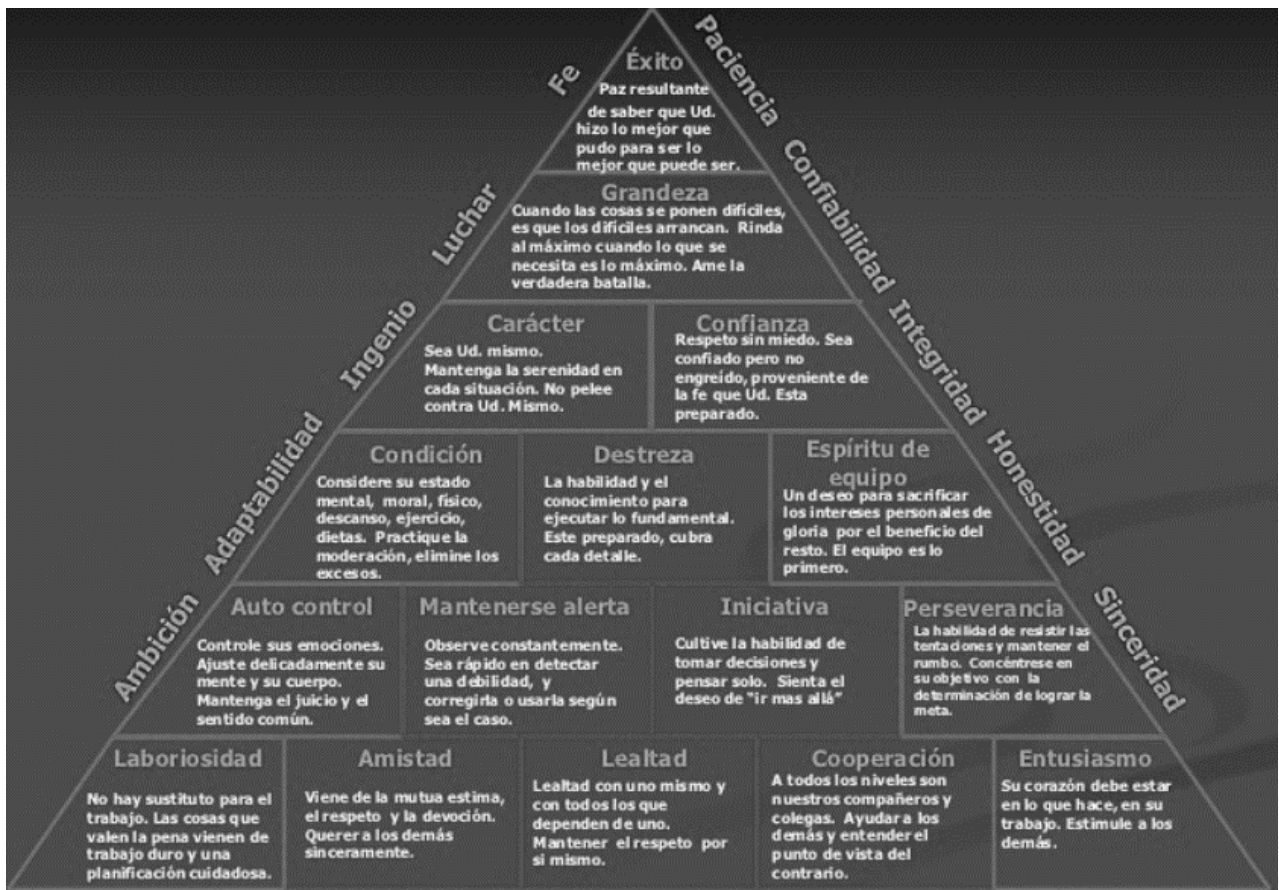 Fe
Paciencia
Éxito
Paz resultante
de saber que Ud.
hizo lo mejor que
pudo para ser lo
mejor que puede ser.
Luchar
Confiabilidad
Grandeza
Cuando las cosas se ponen difíciles,
es que los difíciles arrancan. Rinda
al máximo cuando lo que se
necesita es lo máximo. Ame la
verdadera batalla.
Ingenio
Integridad
Carácter
Sea Ud. mismo.
Mantenga la serenidad en
cada situación. No pelee
contra Ud. Mismo.
Confianza
Respeto sin miedo. Sea
confiado pero no
engreído, proveniente de
la fe que Ud. Esta
preparado.
Adaptabilidad
Honestidad
Condición
Considere su estado
mental, moral, físico,
descanso, ejercicio,
dietas. Practique la
moderación, elimine los
excesos.
Destreza
La habilidad y el
conocimiento para
ejecutar lo fundamental.
Este preparado, cubra
cada detalle.
Espíritu de
equipo
Un deseo para sacrificar
los intereses personales de
gloria por el beneficio del
resto. El equipo es lo
primero.
Ambición
Sinceridad
Auto control
Controle sus emociones.
Ajuste delicadamente su
mente y su cuerpo.
Mantenga el juicio y el
sentido común.
Mantenerse alerta
Observe constantemente.
Sea rápido en detectar
una debilidad, y
corregirla o usarla según
sea el caso.
Iniciativa
Cultive la habilidad de
tomar decisiones y
pensar solo. Sienta el
deseo de “ir mas allá”
Perseverancia
La habilidad de resistir las
tentaciones y mantener el
rumbo. Concéntrese en
su objetivo con la
determinación de lograr la
meta.
Laboriosidad
No hay sustituto para el
trabajo. Las cosas que
valen la pena vienen de
trabajo duro y una
planificación cuidadosa.
Amistad
Viene de la mutua estima,
el respeto y la devoción.
Querer a los demás
sinceramente.
Lealtad
Lealtad con uno mismo y
con todos los que
dependen de uno.
Mantener el respeto por
si mismo.
Cooperación
A todos los niveles son
nuestros compañeros y
colegas. Ayudar a los
demás y entender el
punto de vista del
contrario.
Entusiasmo
Su corazón debe estar
en lo que hace, en su
trabajo. Estimule a los
demás.